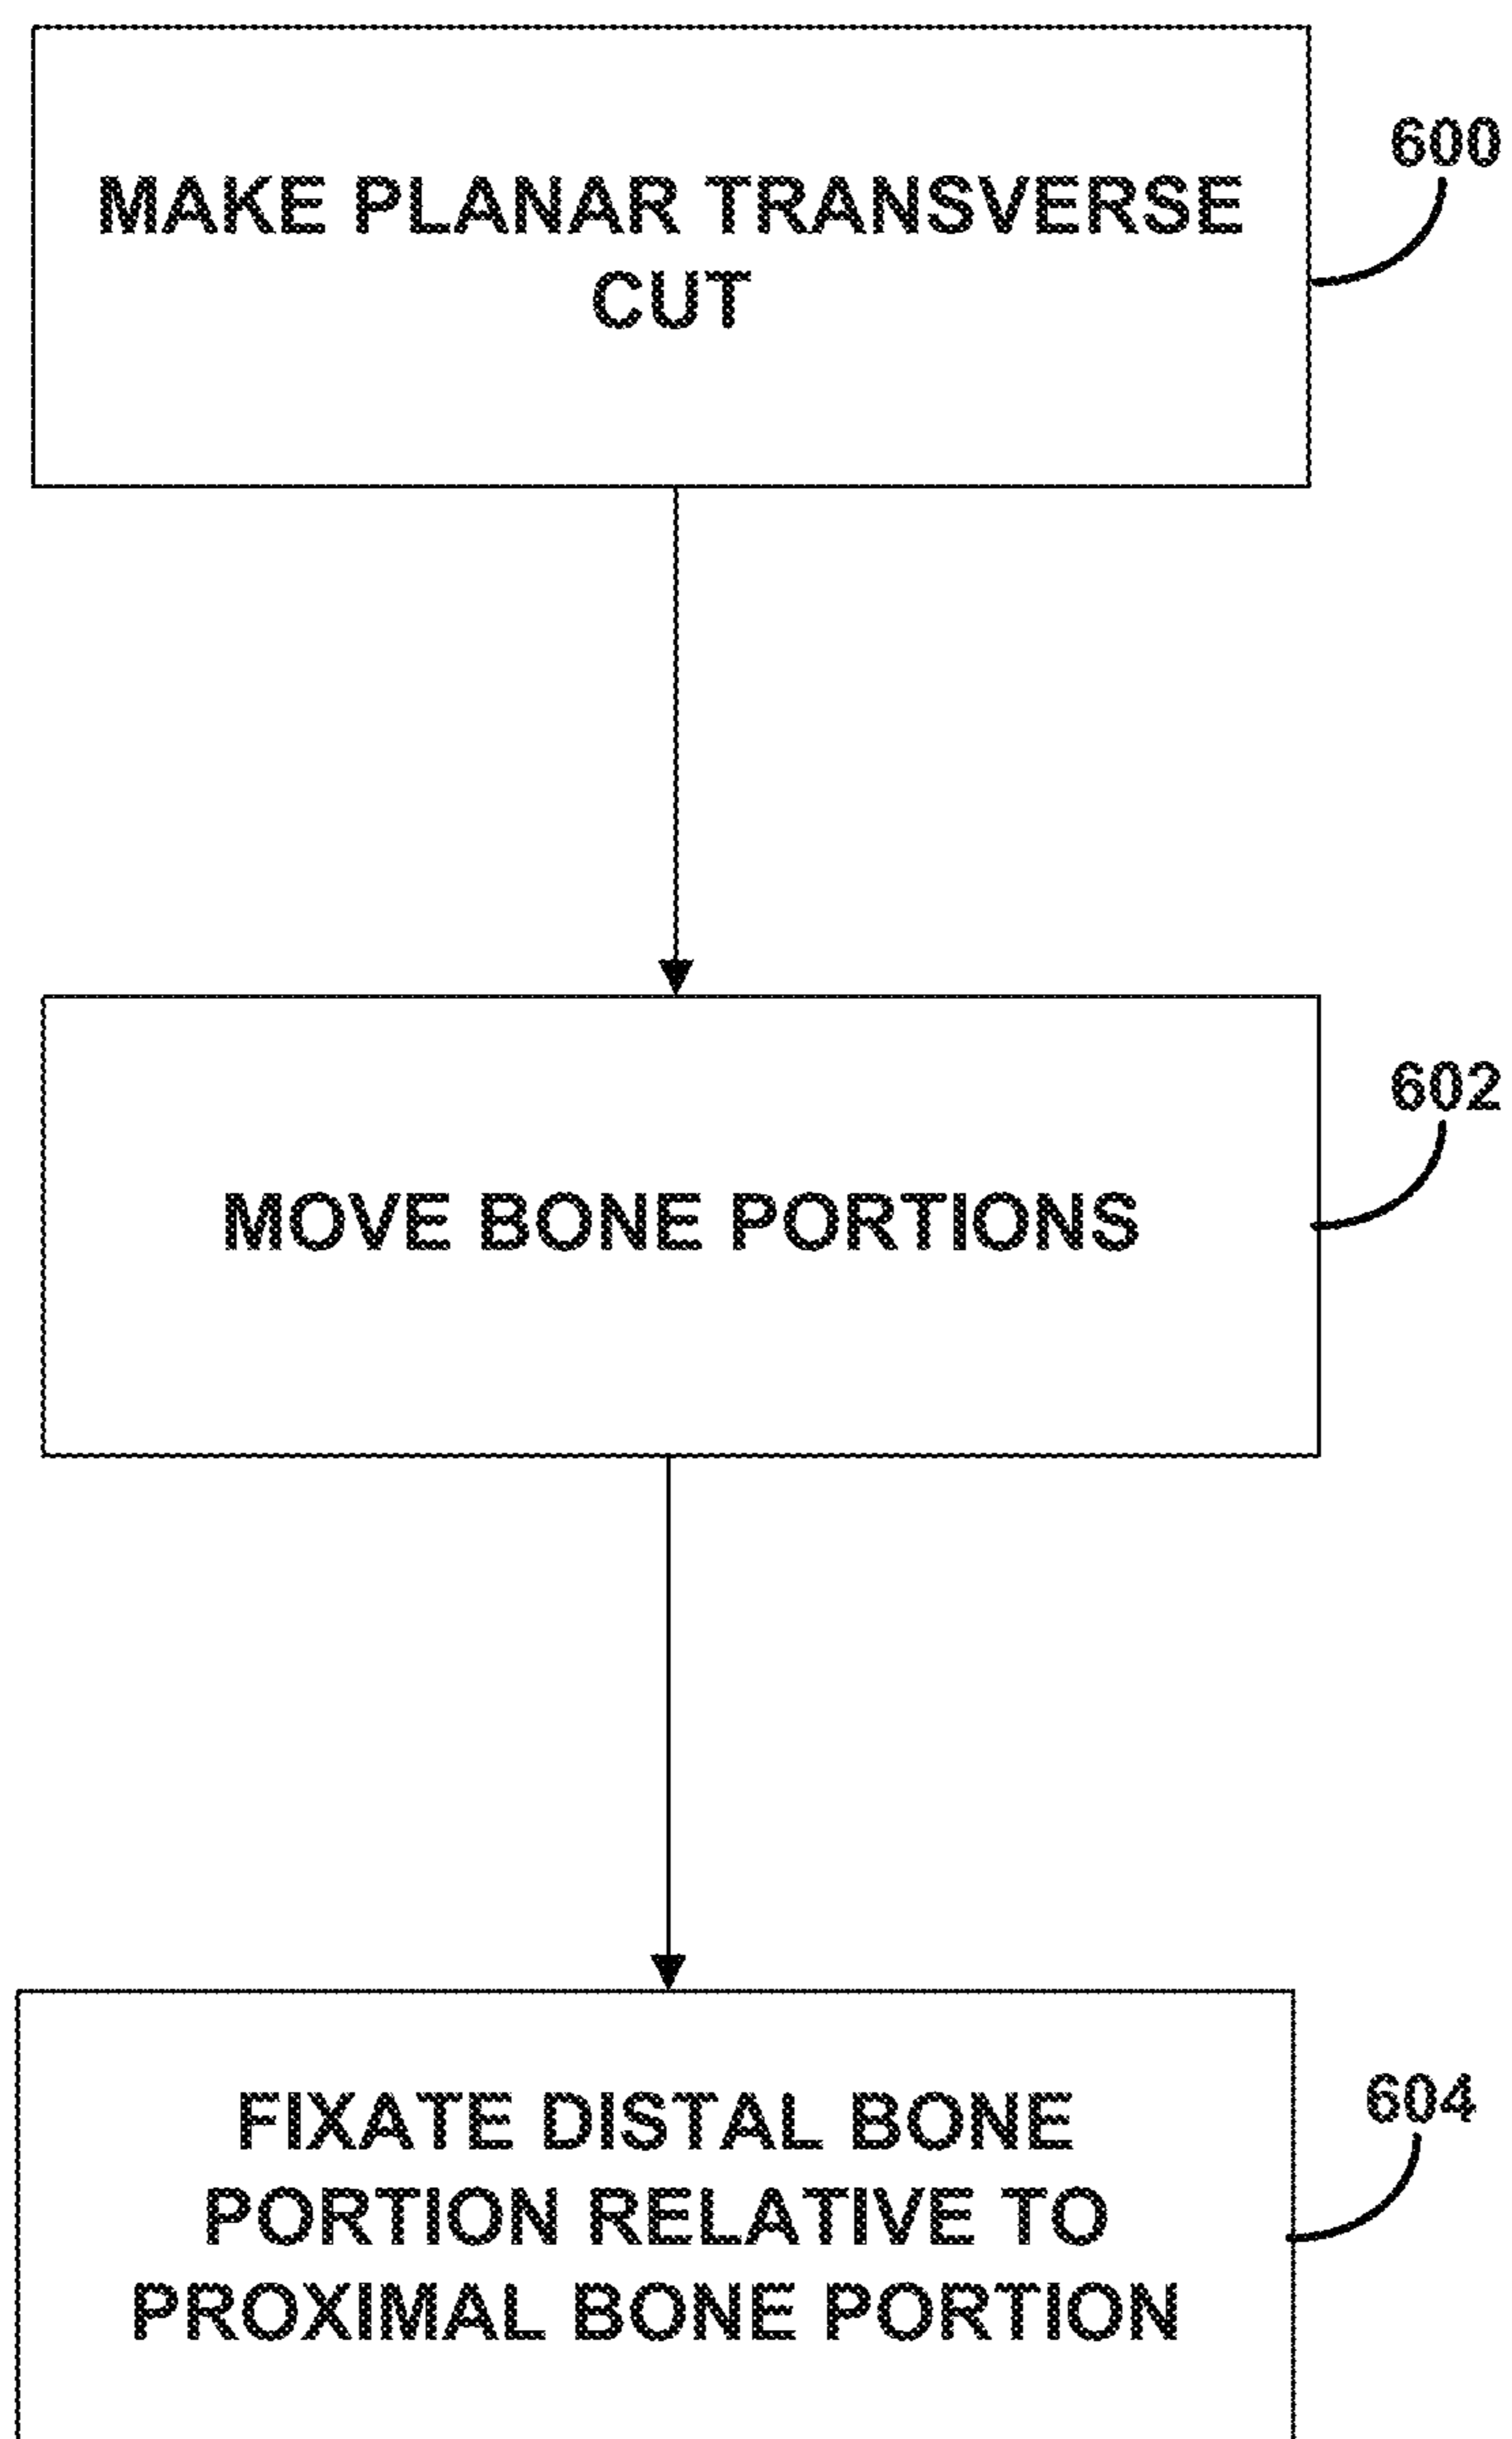 MAKE PLANAR TRANSVERSE
CUT
600
MOVE BONE PORTIONS
602
FIXATE DISTAL BONE
PORTION RELATIVE TO
PROXIMAL BONE PORTION
604